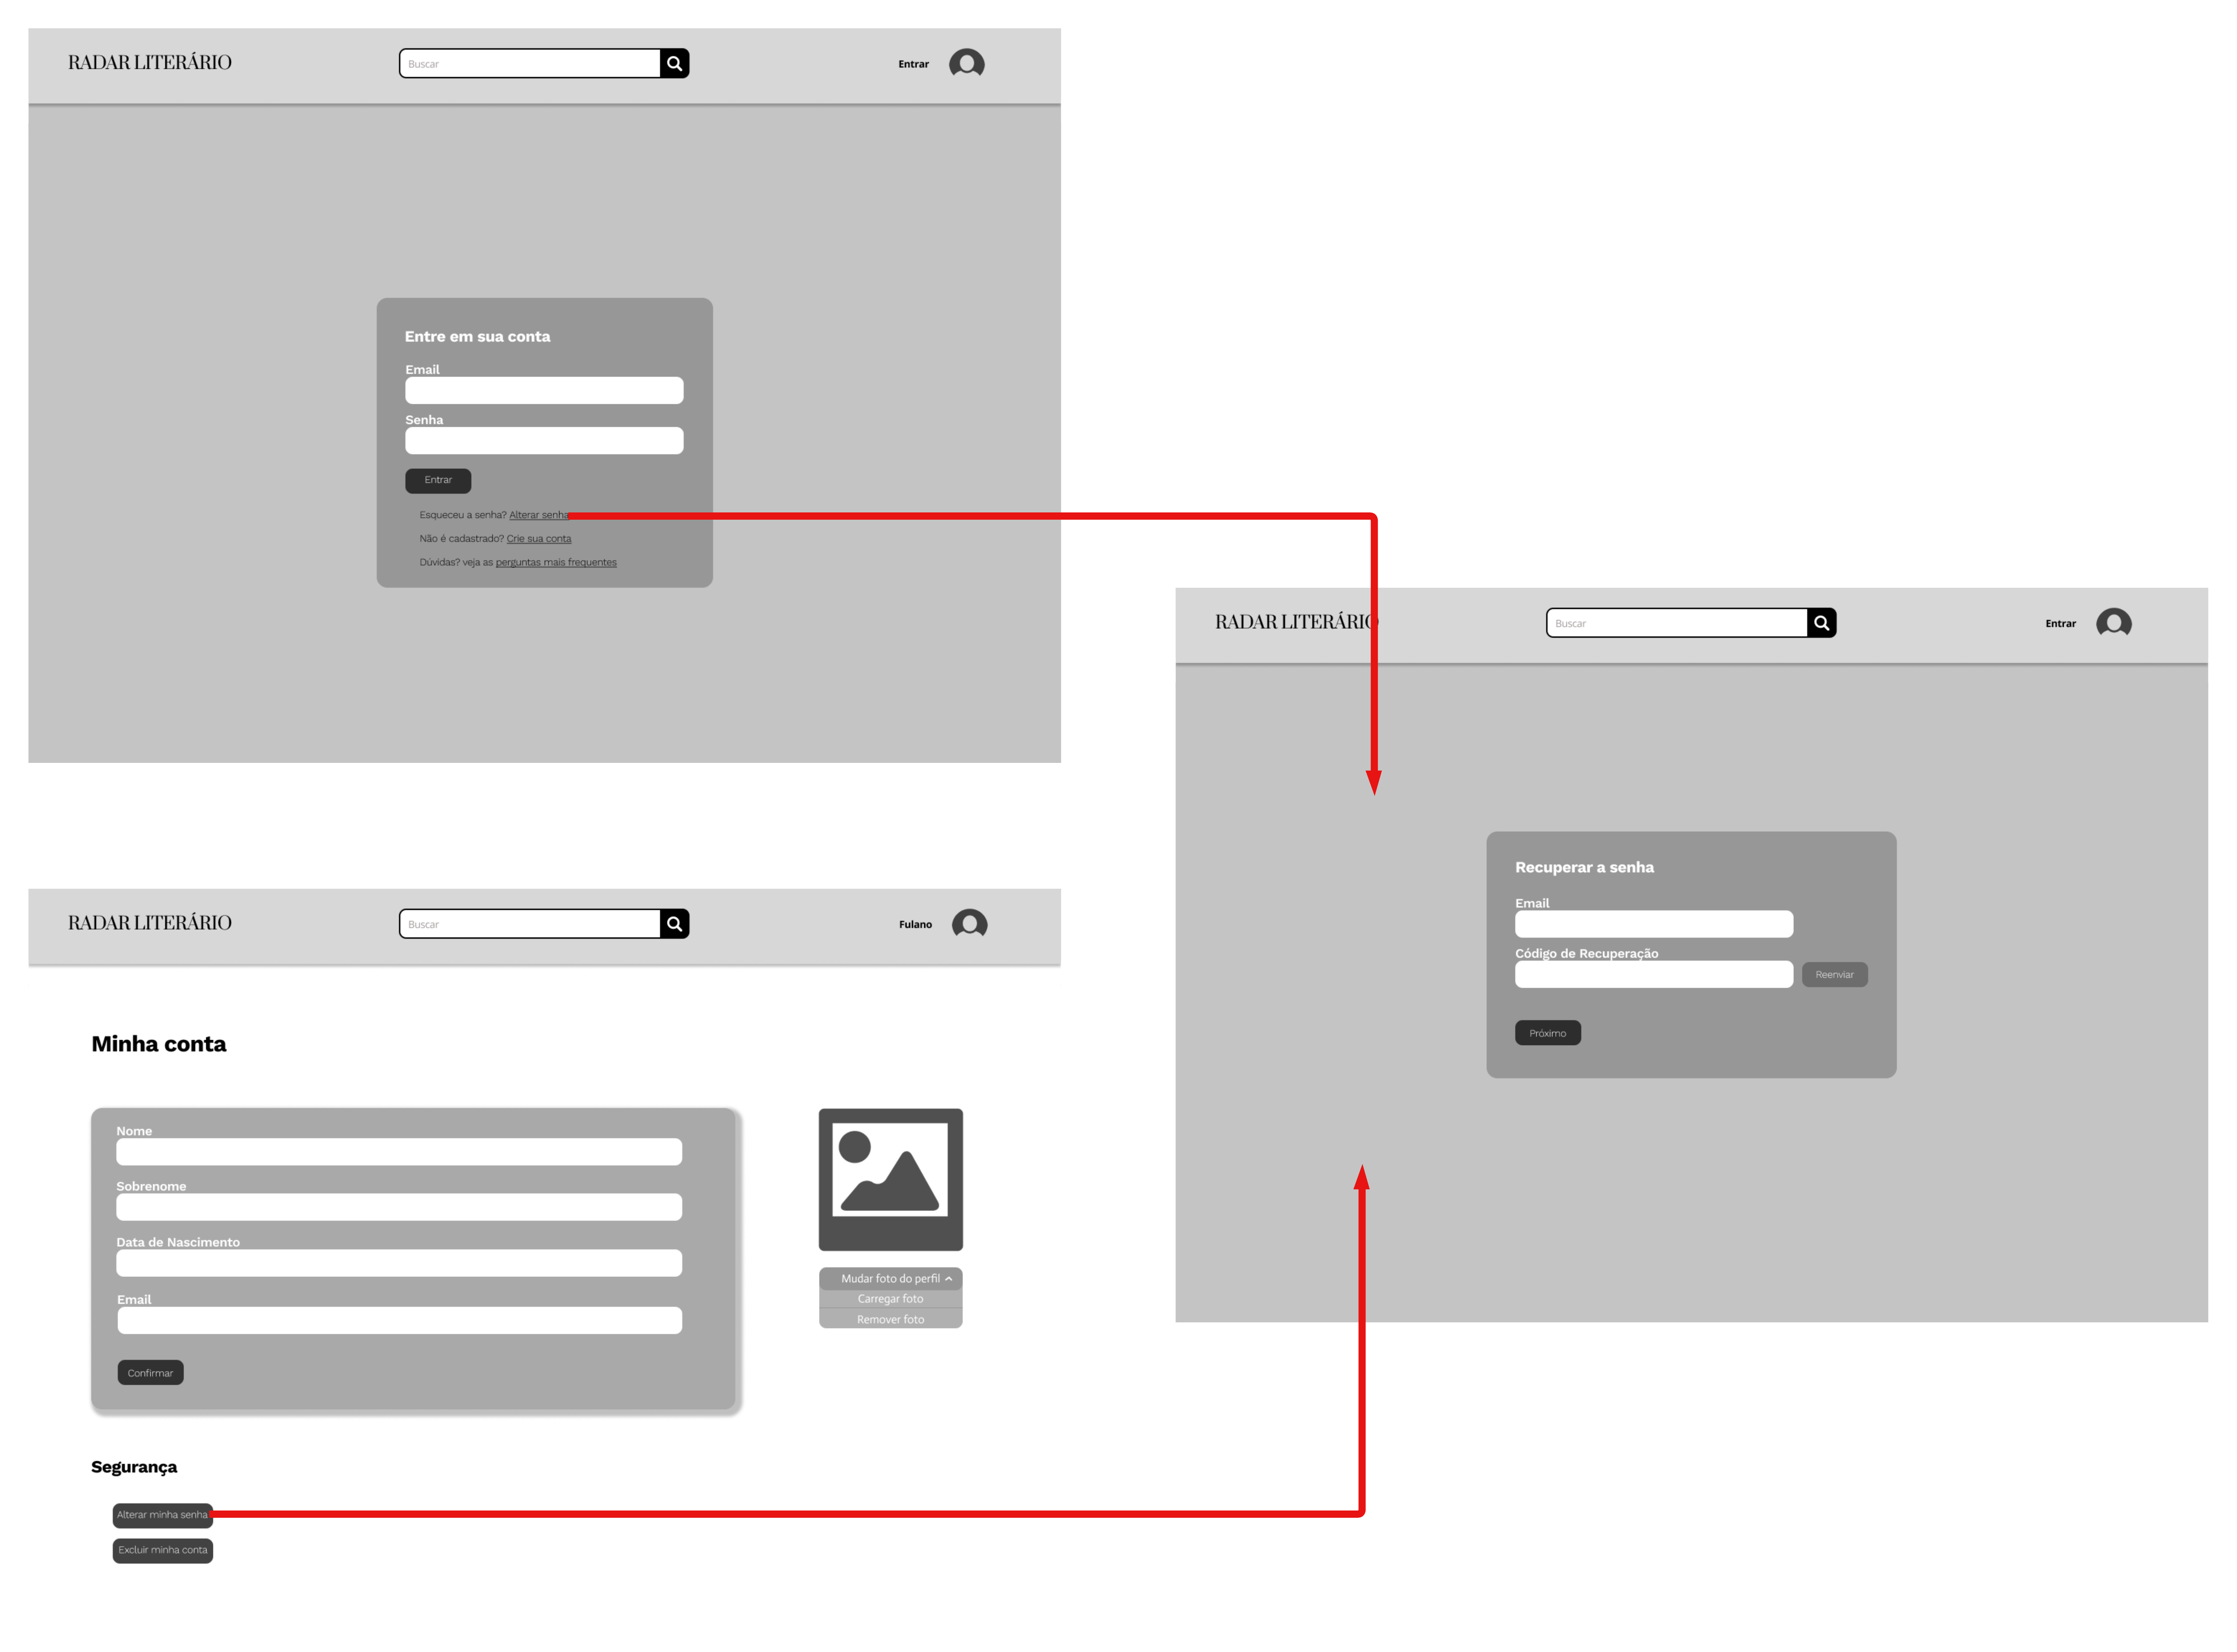 RADAR LITERÁRIO
Buscar
Entrar
Entre em sua conta
Email
Senha
Entrar
Esqueceu a senha? Alterar senha
Não é cadastrado? Crie sua conta
Dúvidas? veja as perguntas mais frequentes
RADAR LITERÁRIO
Buscar
Entrar
Recuperar a senha
Email
Código de Recuperação
Reenviar
Próximo
RADAR LITERÁRIO
Buscar
Fulano
Minha conta
Nome
Sobrenome
Data de Nascimento
Email
Confirmar
Mudar foto do perfil
Carregar foto
Remover foto
Segurança
Alterar minha senha
Excluir minha conta